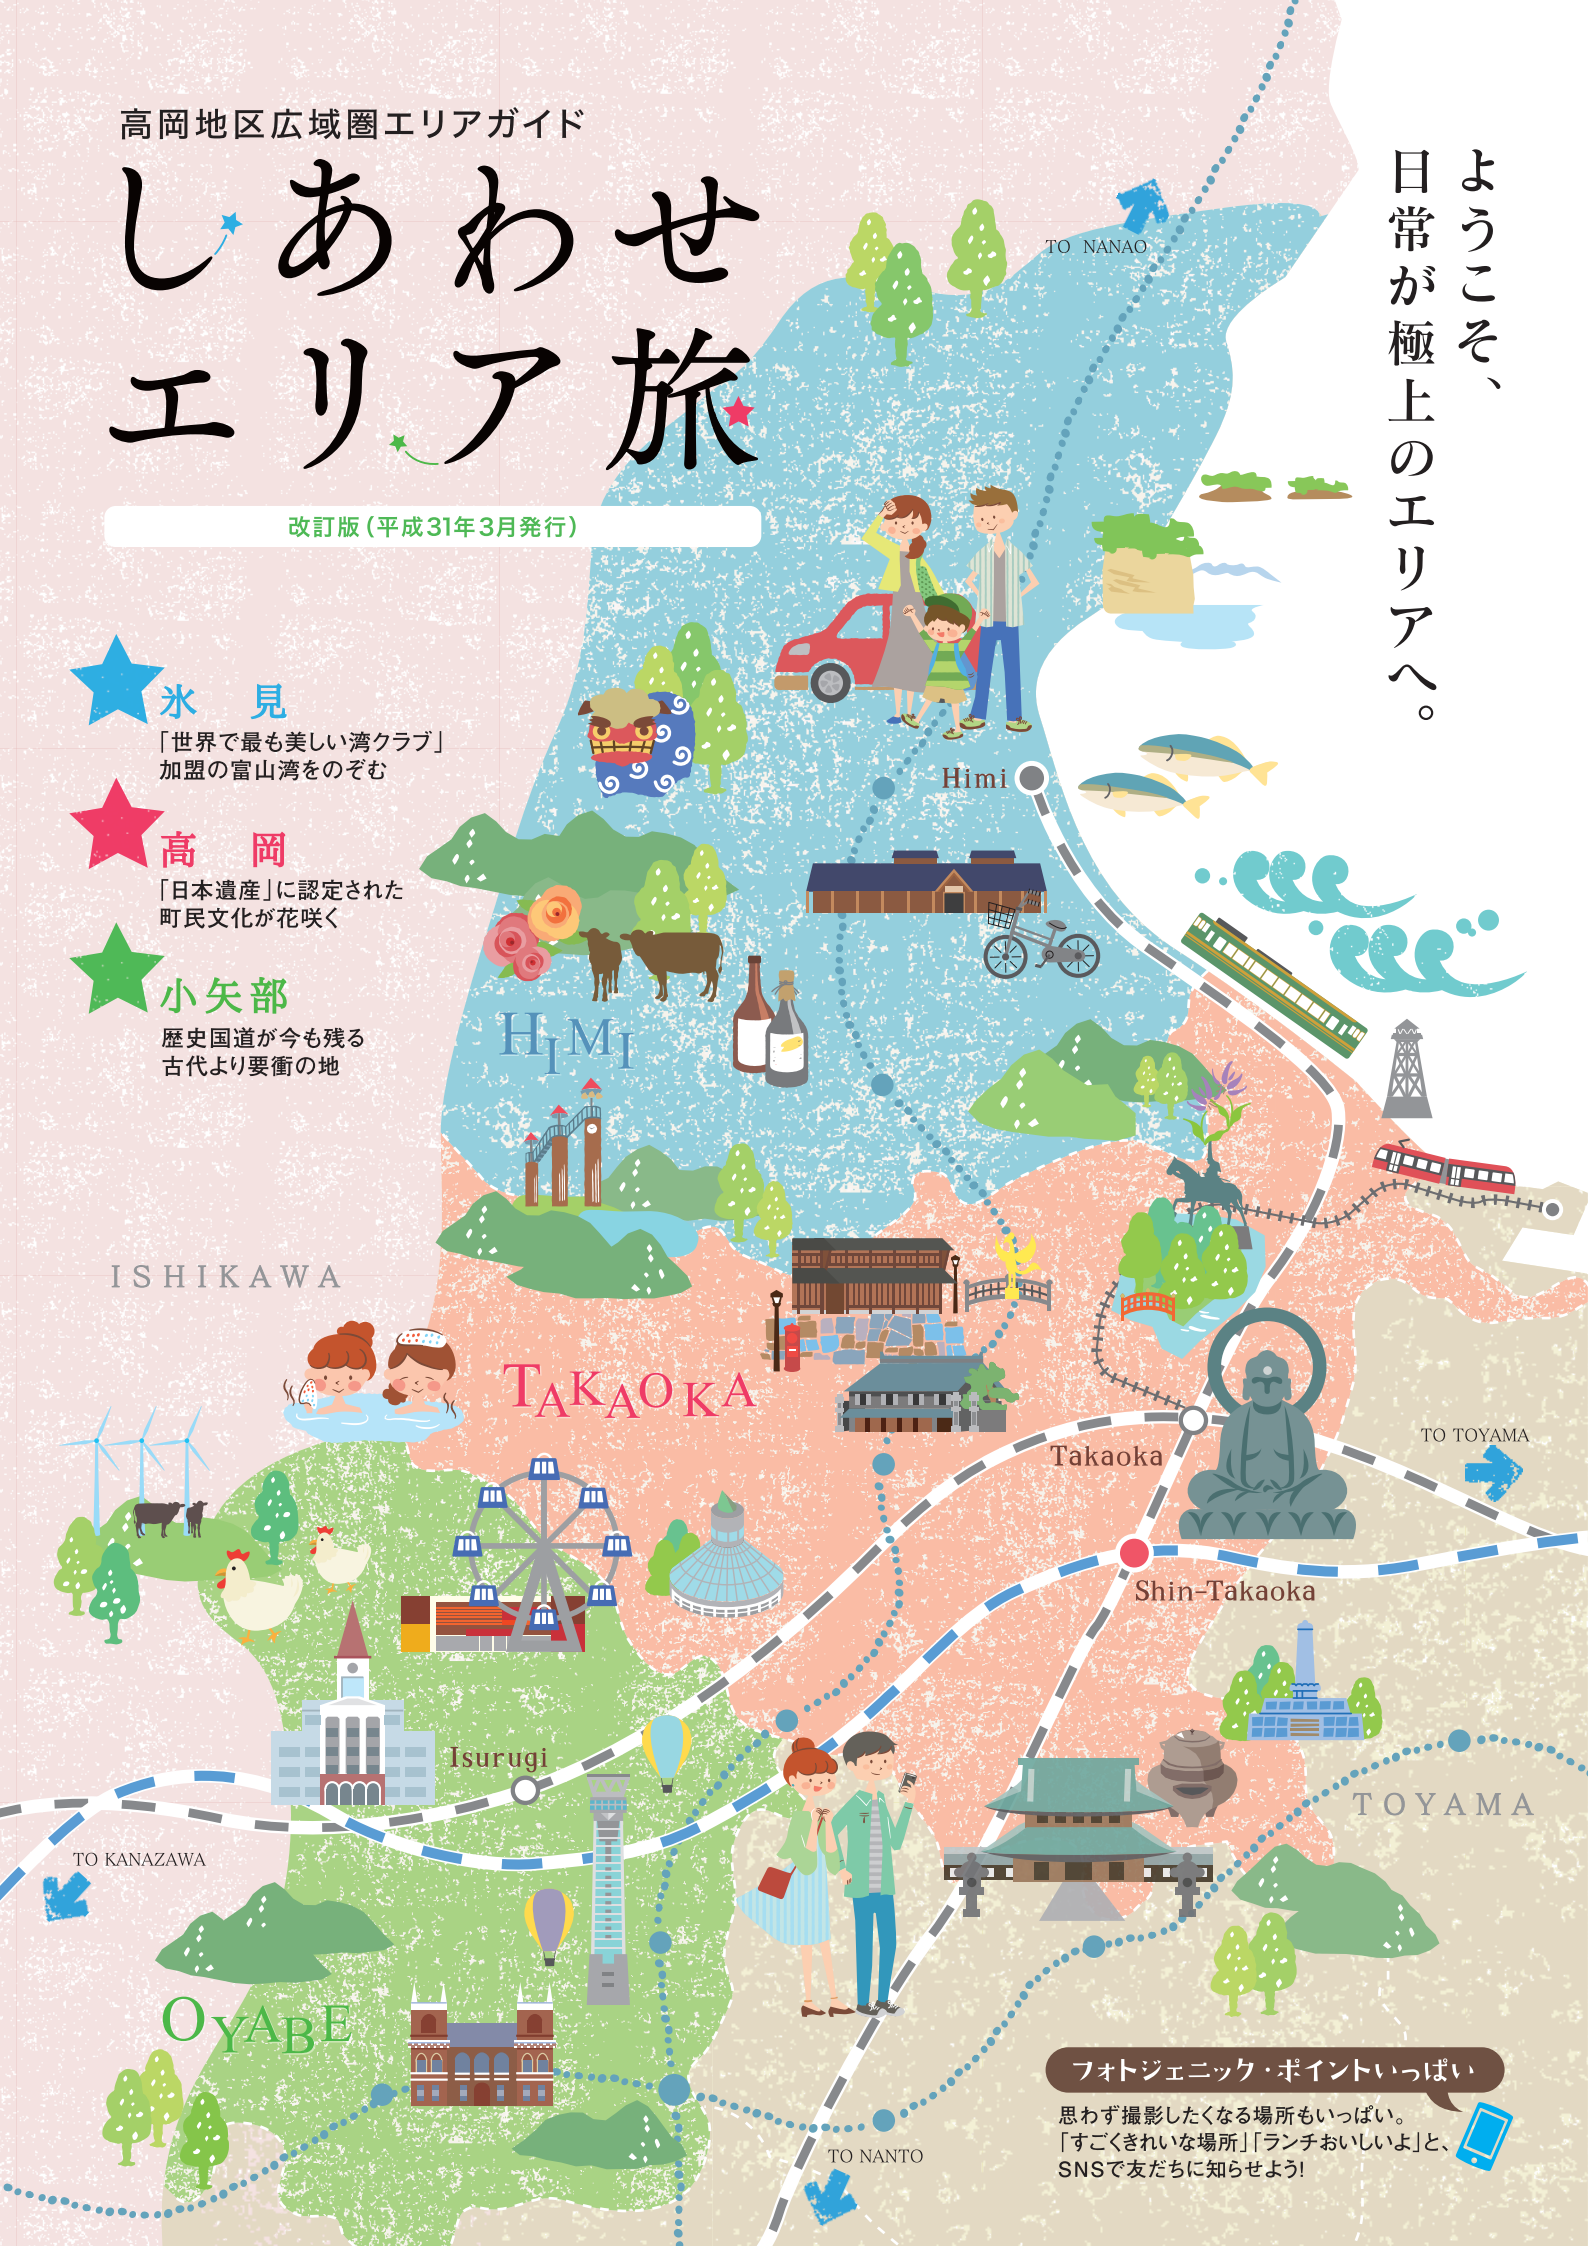 高岡地区広域圏エリアガイド
しあわせ
エリア旅
改訂版（平成31年3月発行）
ようこそ、
日常が極上のエリアへ。
氷見
「世界で最も美しい湾クラブ」
加盟の富山湾をのぞむ
高岡
「日本遺産」に認定された
町民文化が花咲く
小矢部
歴史国道が今も残る
古代より要衝の地
TO NANAO
Himi
HIMI
ISHIKAWA
TAKAOKA
Takaoka
TO TOYAMA
Shin-Takaoka
Isurugi
TOYAMA
TO KANAZAWA
OYABE
TO NANTO
フォトジェニック・ポイントいっぱい
思わず撮影したくなる場所もいっぱい。
「すごくきれいな場所」「ランチおいしいよ」と、
SNSで友だちに知らせよう!